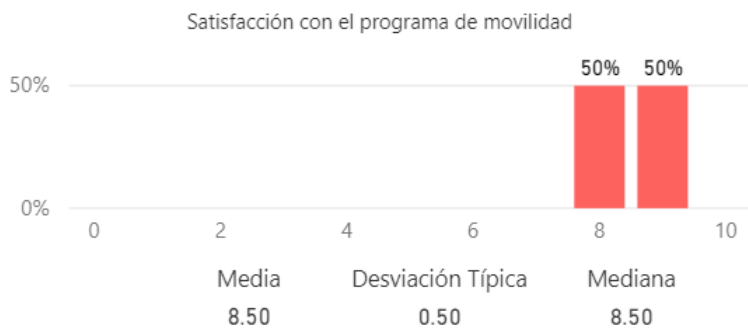 Satisfacción con el programa de movilidad
50% 50%
50%
0%
0 2 4 6 8 10
Media Desviación Típica Mediana
8.50 0.50 8.50